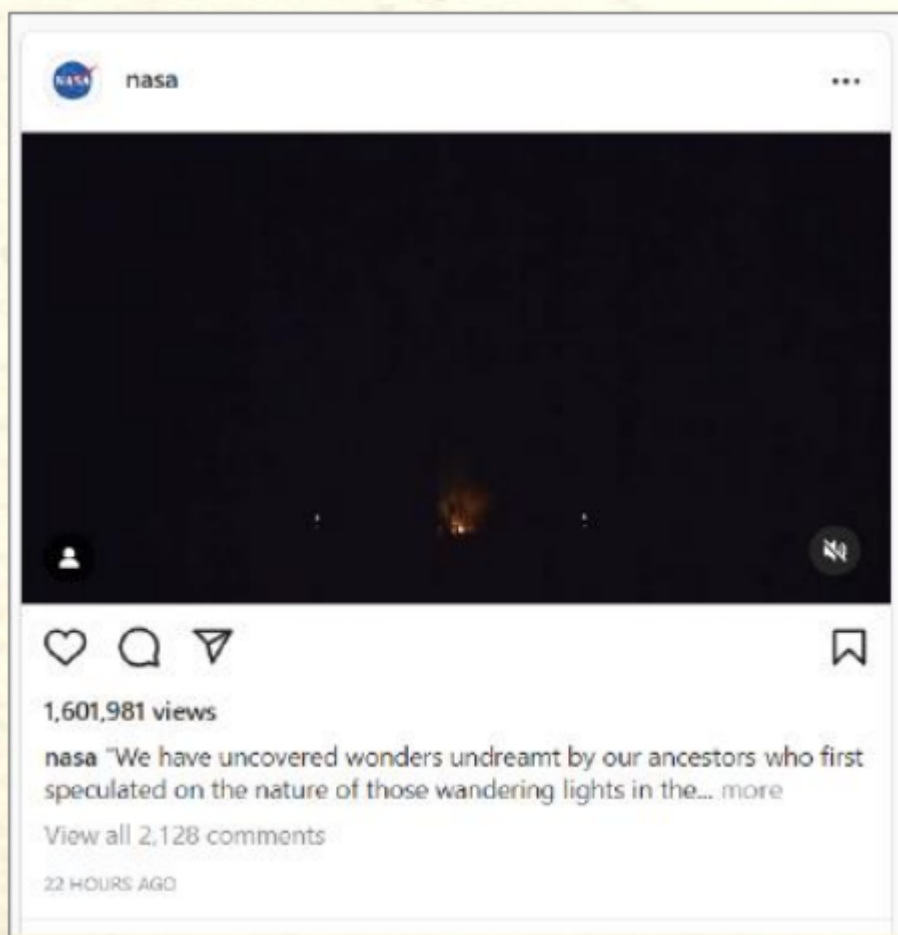 NASA
nasa
1,601,981 views
nasa "We have uncovered wonders undreamt by our ancestors who first
speculated on the nature of those wandering lights in the... more
View all 2,128 comments
22 HOURS AGO